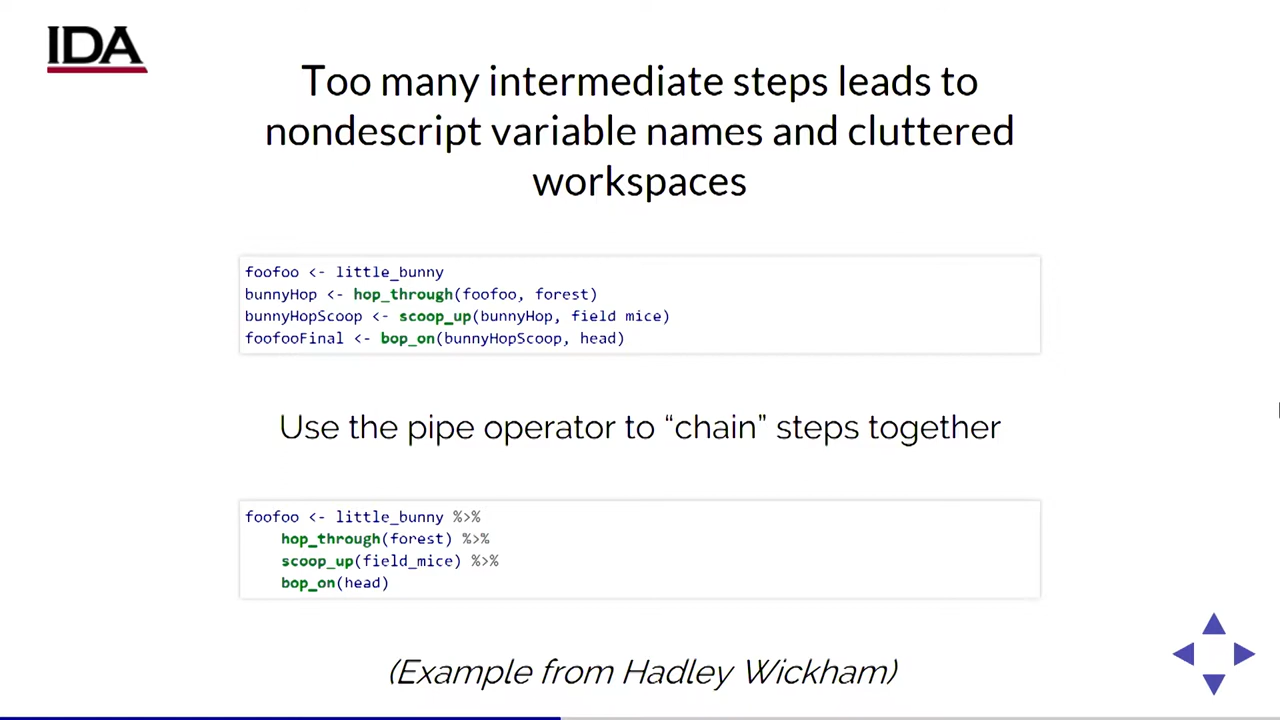 IDA
Too many intermediate steps leads to
nondescript variable names and cluttered
workspaces
foofoo <- little_bunny
bunnyHop <- hop_through(foofoo, forest)
bunnyHopScoop <- scoop_up(bunnyHop, field mice)
foofooFinal <- bop_on(bunnyHopScoop, head)
Use the pipe operator to “chain” steps together
foofoo <- little_bunny %>%
hop_through(forest) %>%
scoop_up(field_mice) %>%
bop_on(head)
(Example from Hadley Wickham)